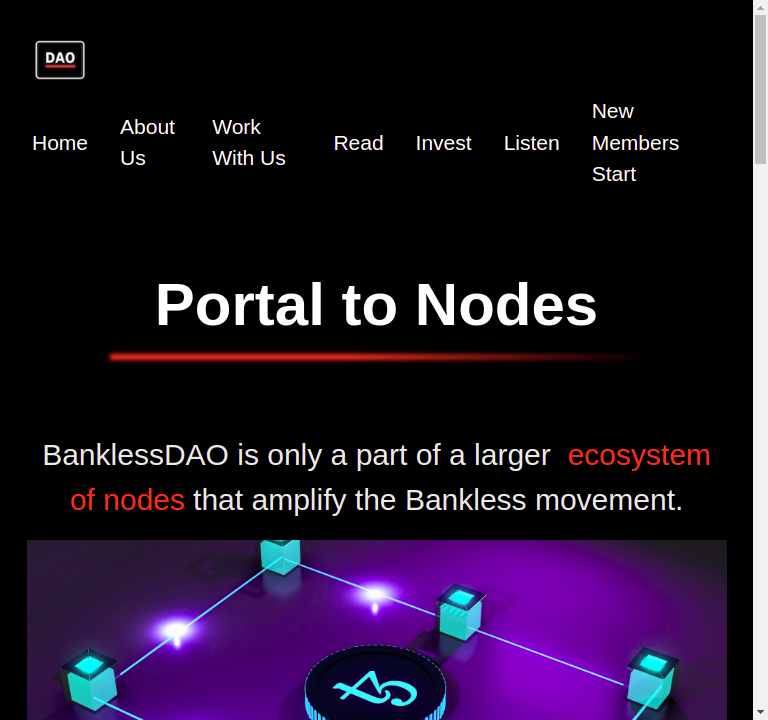 DAO
Home
About
Us
Work
With Us
Read
Invest
Listen
New
Members
Start
Portal to Nodes
BanklessDAO is only a part of a larger ecosystem
of nodes that amplify the Bankless movement.